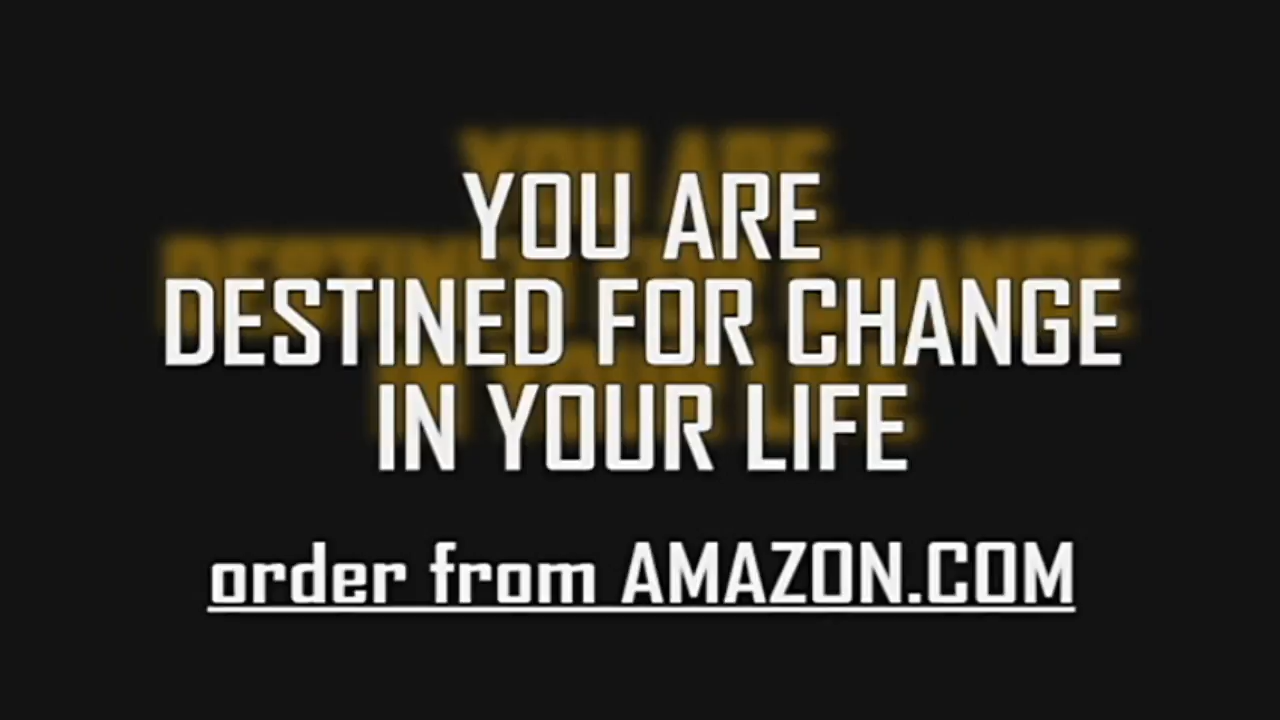 YOU ARE
DESTINED FOR CHANGE
IN YOUR LIFE
order from AMAZON.COM